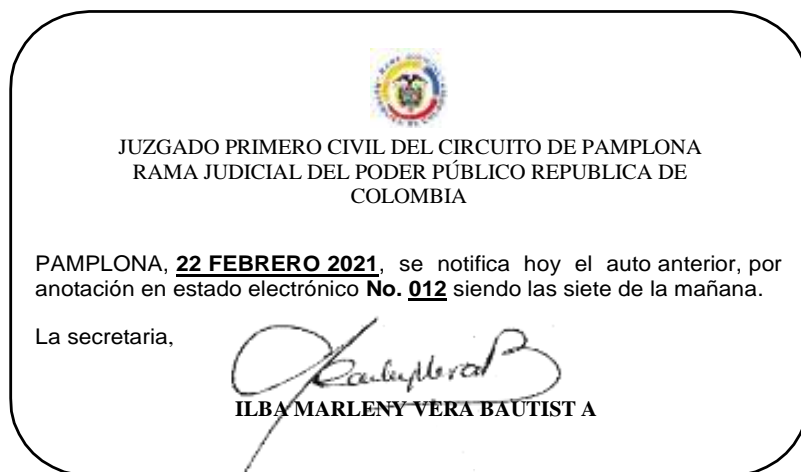 JUZGADO PRIMERO CIVIL DEL CIRCUITO DE PAMPLONA
RAMA JUDICIAL DEL PODER PÚBLICO REPUBLICA DE
COLOMBIA
PAMPLONA, 22 FEBRERO 2021, se notifica hoy el auto anterior, por
anotación en estado electrónico No. 012 siendo las siete de la mañana.
La secretaria,
ILBA MARLENY VERA BAUTIST A